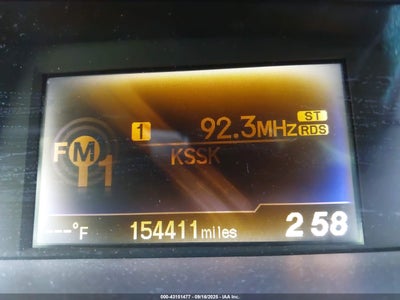 ST
1 92.3MHz RDS
FM1 KSSK
---°F 154411miles 2 58
000-43151477 - 09/18/2025 - IAA Inc.